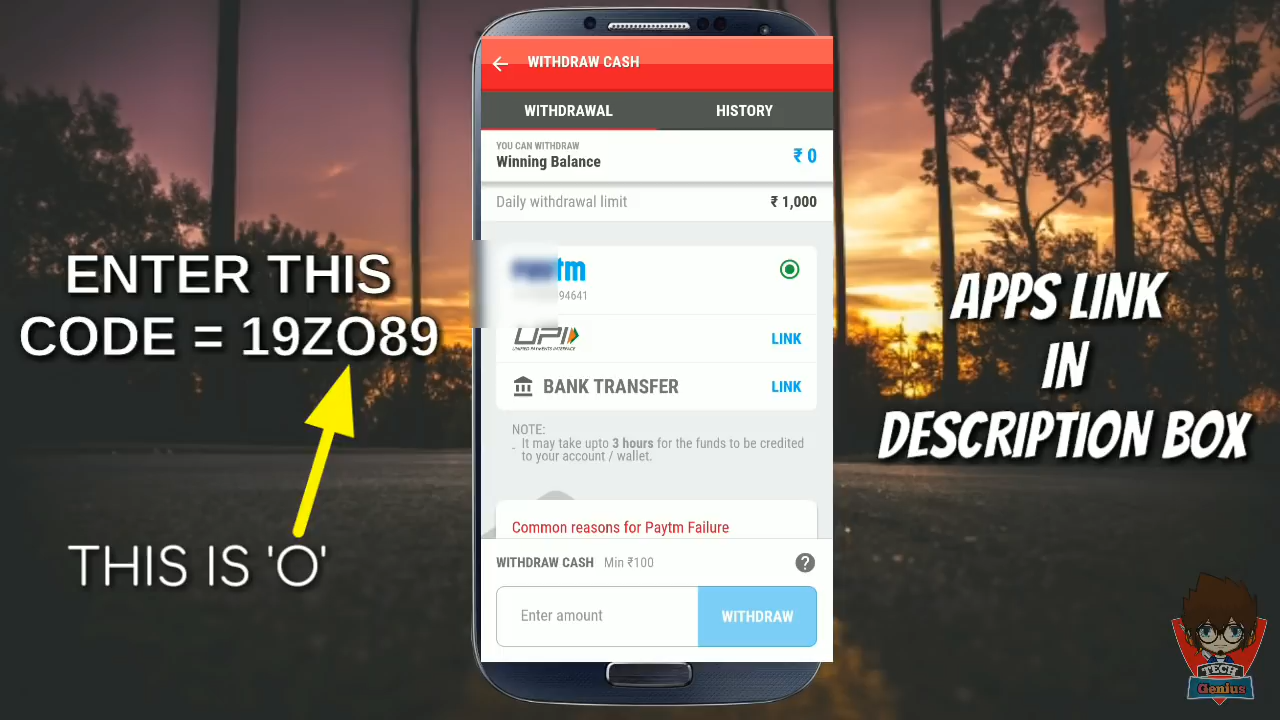 ENTER THIS
CODE = 19ZO89
THIS IS 'O'
WITHDRAW CASH
WITHDRAWAL HISTORY
YOU CAN WITHDRAW
Winning Balance ₹ 0
Daily withdrawal limit ₹ 1,000
tm
94641
UPI LINK
UNIFIED PAYMENTS INTERFACE
BANK TRANSFER LINK
NOTE:
- It may take upto 3 hours for the funds to be credited
to your account / wallet.
Common reasons for Paytm Failure
WITHDRAW CASH Min ₹100 ?
Enter amount WITHDRAW
APPS LINK
IN
DESCRIPTION BOX
TECH
Genius